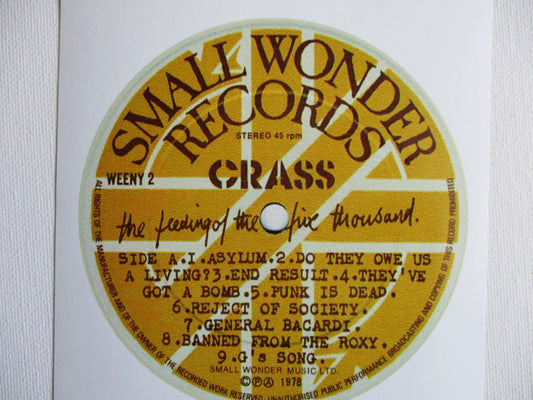 SMALL WONDER
RECORDS
STEREO 45 rpm
CRASS
WEENY 2
the feeding of the five thousand.
SIDE A.I.ASYLUM.2.DO THEY OWE US
A LIVING?3.END RESULT.4.THEY'VE
GOT A BOMB.5.PUNK IS DEAD.
6.REJECT OF SOCIETY.
7.GENERAL BACARDI.
8.BANNED FROM THE ROXY.
9.G's SONG.
SMALL WONDER MUSIC LTD.
©Ⓟ 1978
ALL RIGHTS OF THE MANUFACTURER AND OF THE OWNER OF THE RECORDED WORK RESERVED. UNAUTHORISED PUBLIC PERFORMANCE BROADCASTING AND COPYING OF THIS RECORD PROHIBITED